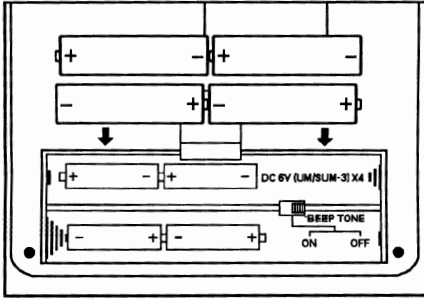 + − + −
− + − +
+ − + − DC 6V (UM/SUM-3) X4
BEEP TONE
− + − +
ON OFF